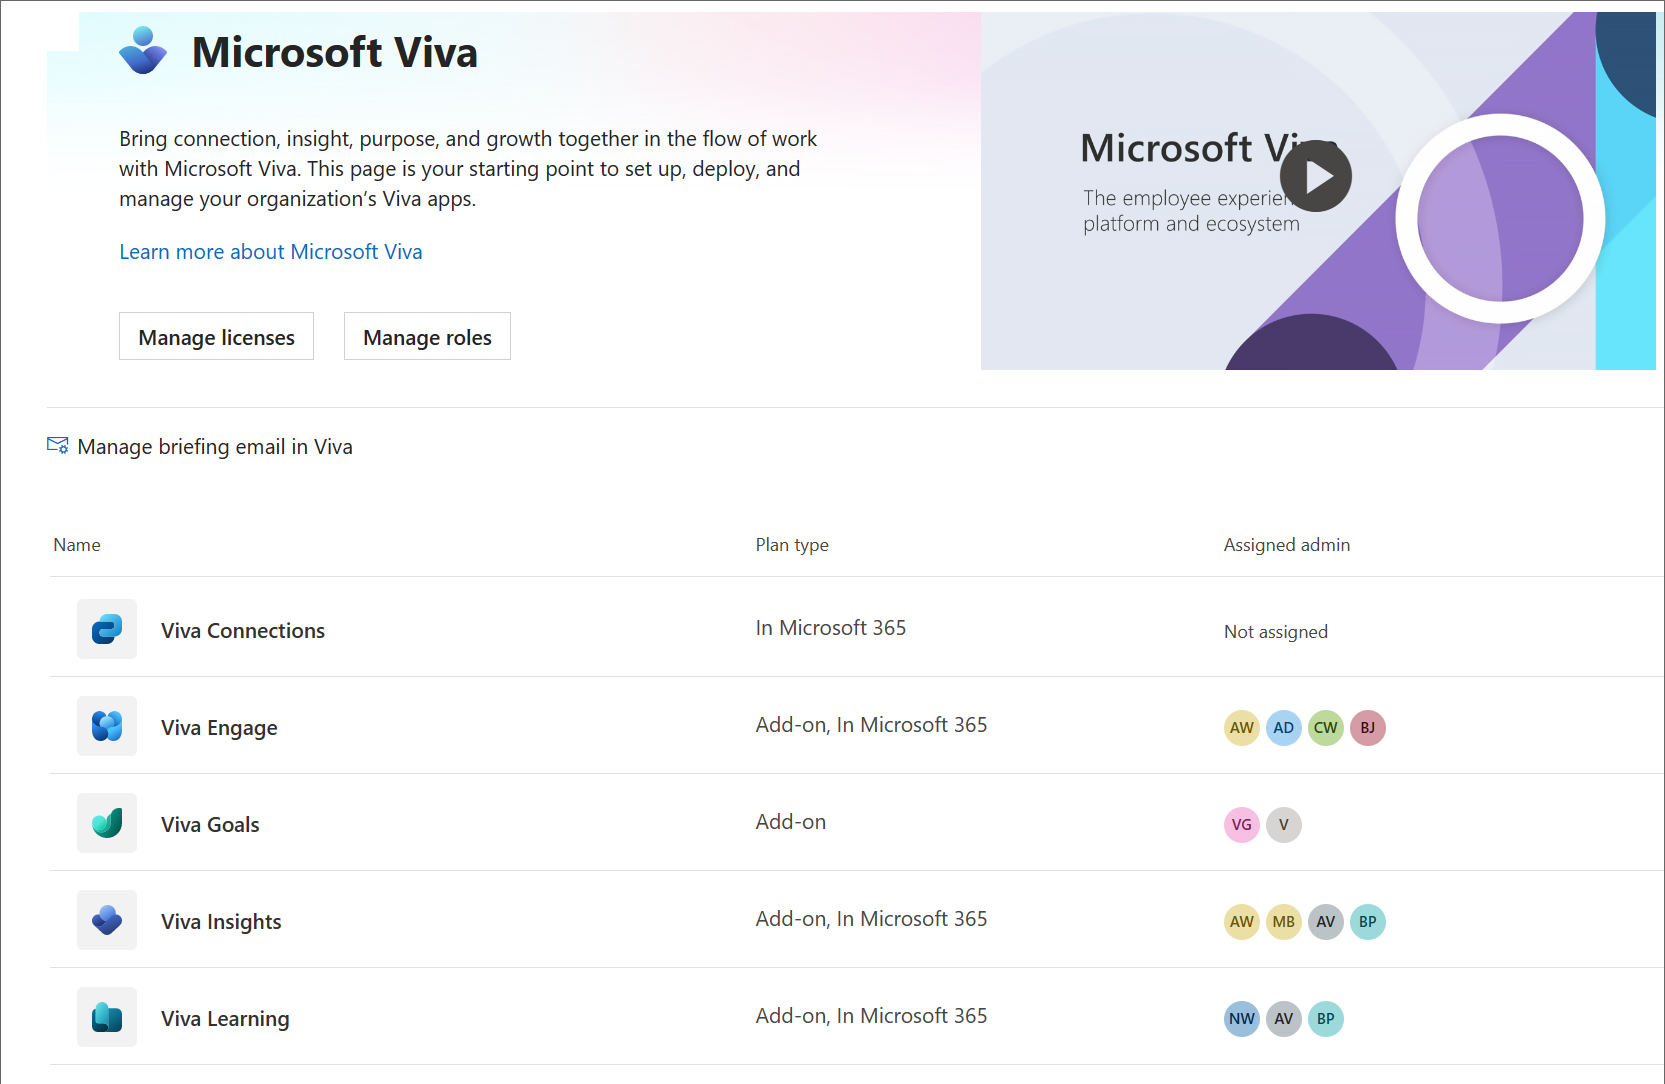 Microsoft Viva
Bring connection, insight, purpose, and growth together in the flow of work
with Microsoft Viva. This page is your starting point to set up, deploy, and
manage your organization’s Viva apps.
Learn more about Microsoft Viva
Manage licenses
Manage roles
Microsoft Viva
The employee experience
platform and ecosystem
Manage briefing email in Viva
Name Plan type Assigned admin
Viva Connections In Microsoft 365 Not assigned
Viva Engage Add-on, In Microsoft 365 AW AD CW BJ
Viva Goals Add-on VG V
Viva Insights Add-on, In Microsoft 365 AW MB AV BP
Viva Learning Add-on, In Microsoft 365 NW AV BP